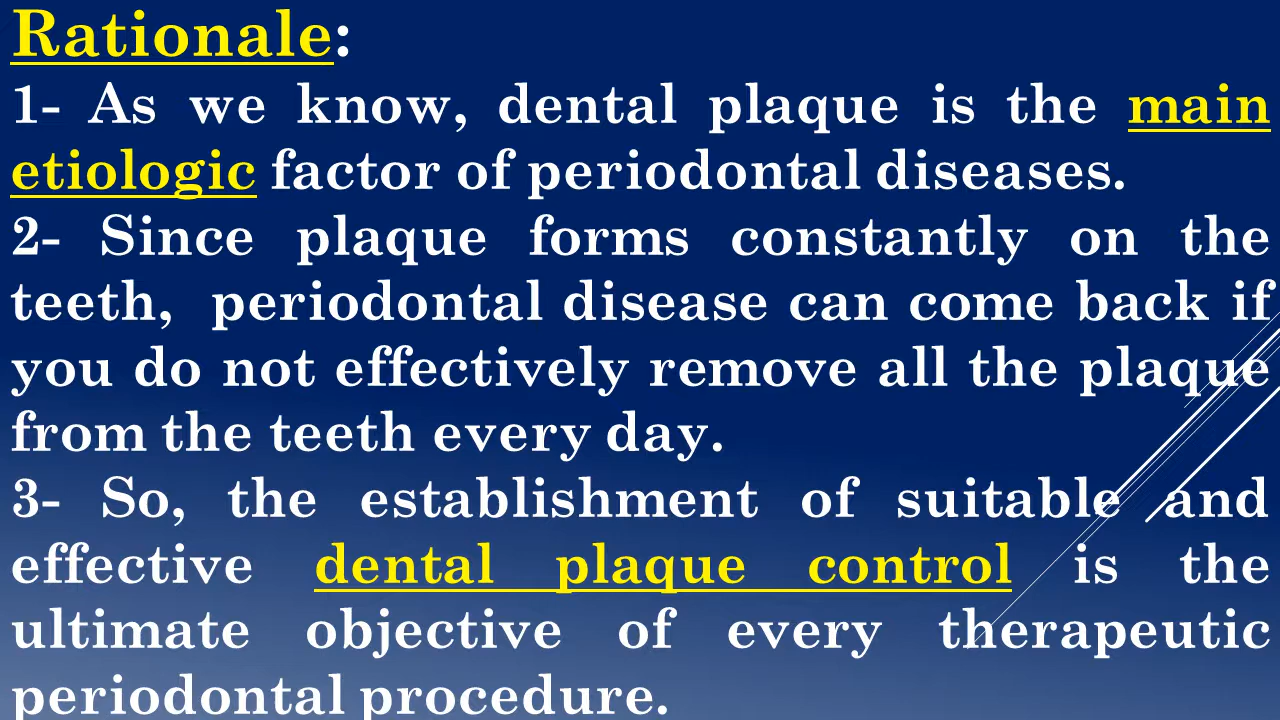 Rationale:
1- As we know, dental plaque is the main
etiologic factor of periodontal diseases.
2- Since plaque forms constantly on the
teeth, periodontal disease can come back if
you do not effectively remove all the plaque
from the teeth every day.
3- So, the establishment of suitable and
effective dental plaque control is the
ultimate objective of every therapeutic
periodontal procedure.